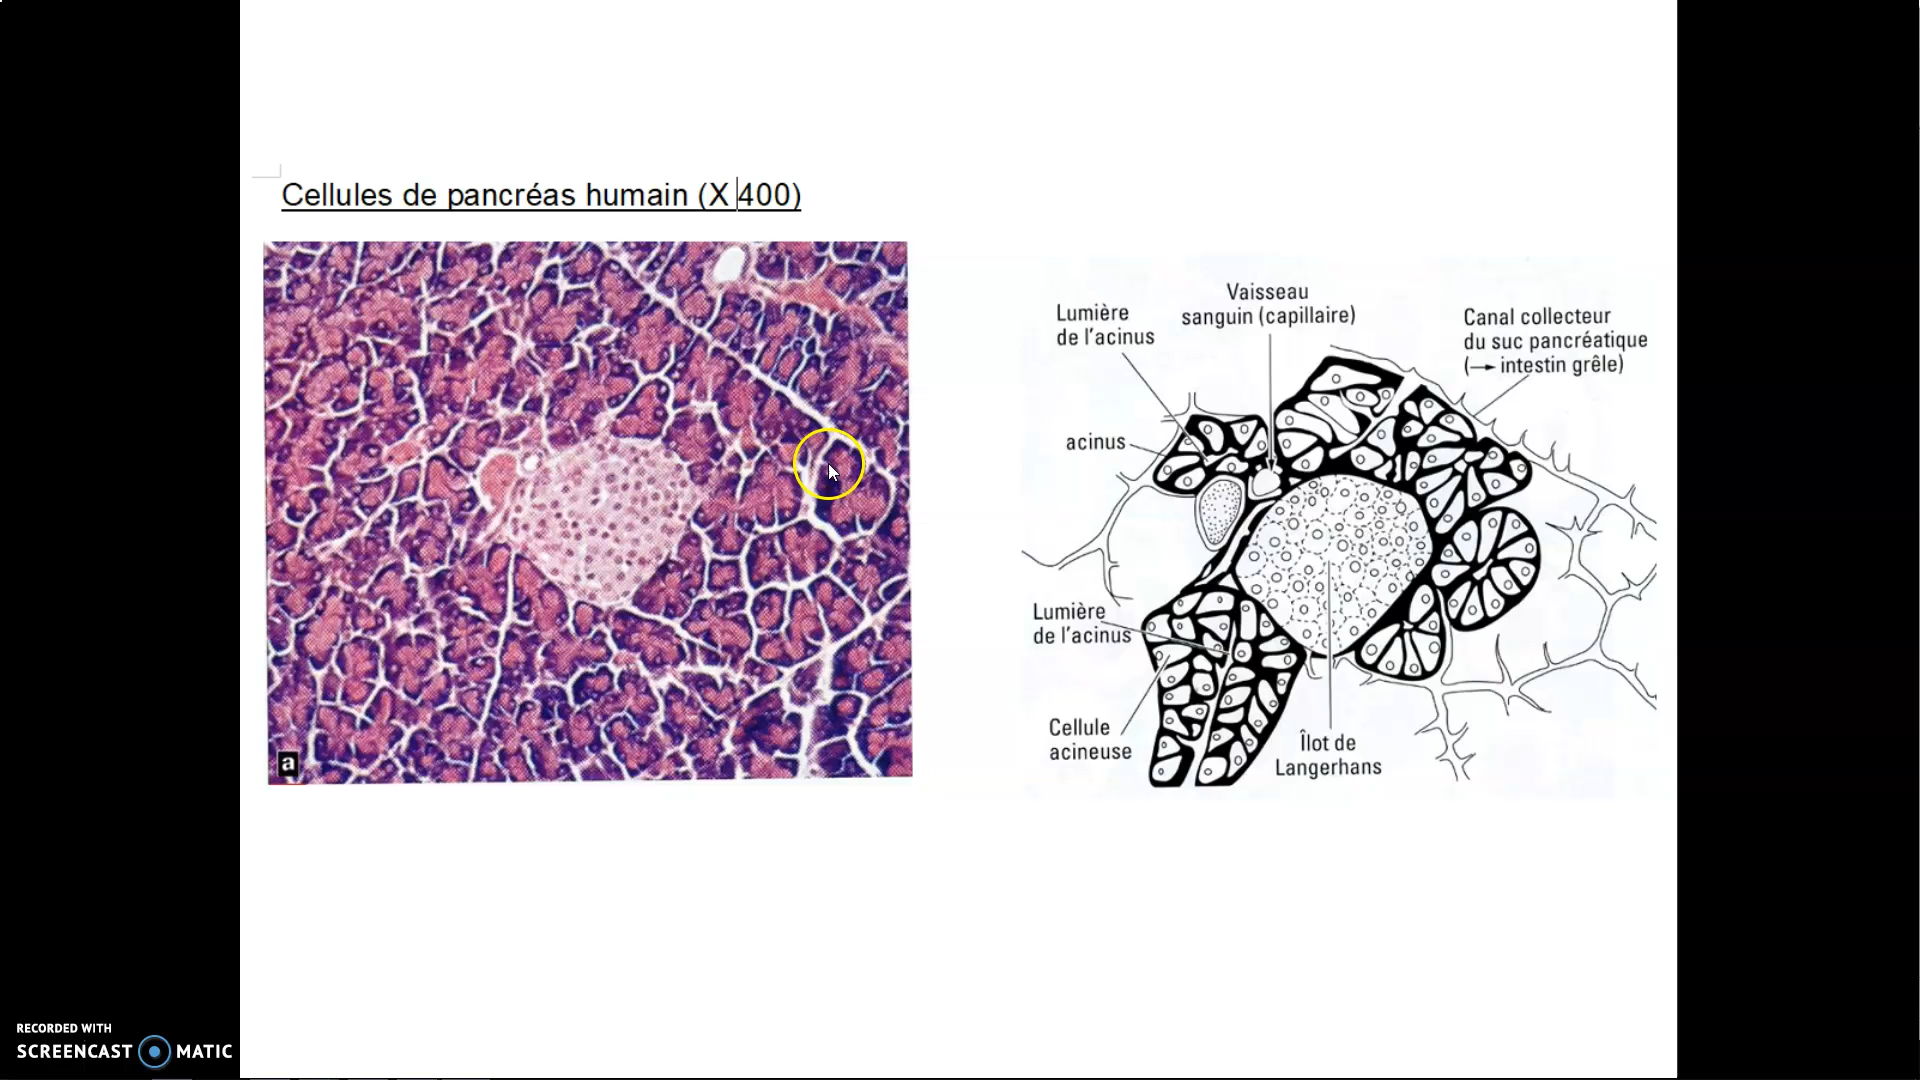 Cellules de pancréas humain (X 400)
a
Vaisseau
sanguin (capillaire)
Lumière
de l'acinus
Canal collecteur
du suc pancréatique
(→ intestin grêle)
acinus
Lumière
de l'acinus
Cellule
acineuse
Îlot de
Langerhans
RECORDED WITH
SCREENCAST MATIC